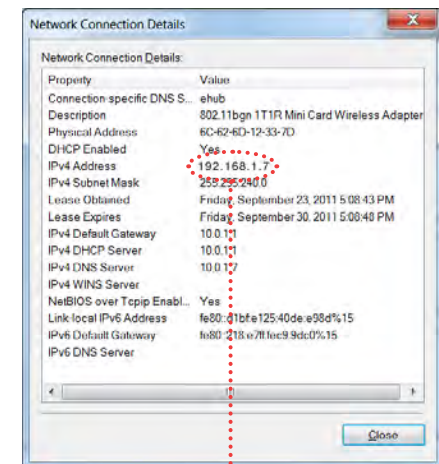 Network Connection Details
Network Connection Details:
Property Value
Connection-specific DNS S... ehub
Description 802.11bgn 1T1R Mini Card Wireless Adapter
Physical Address 6C-62-6D-12-33-7D
DHCP Enabled Yes
IPv4 Address 192.168.1.7
IPv4 Subnet Mask 255.255.240.0
Lease Obtained Friday, September 23, 2011 5:08:43 PM
Lease Expires Friday, September 30, 2011 5:08:48 PM
IPv4 Default Gateway 10.0.1.1
IPv4 DHCP Server 10.0.1.1
IPv4 DNS Server 10.0.1.7
IPv4 WINS Server
NetBIOS over Tcpip Enabl... Yes
Link-local IPv6 Address
IPv6 Default Gateway
IPv6 DNS Server
Close